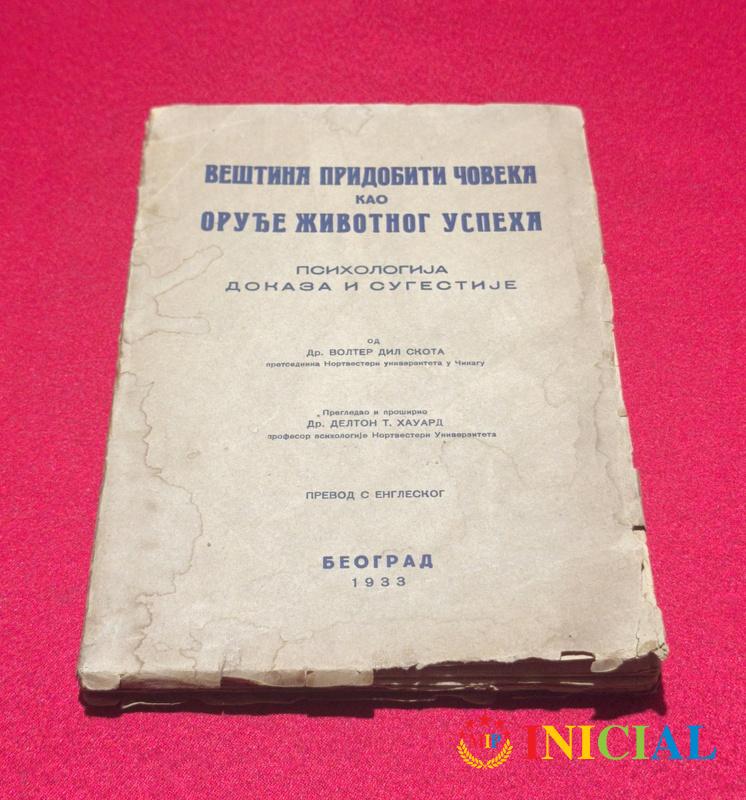 ВЕШТИНА ПРИДОБИТИ ЧОВЕКА
КАО
ОРУЂЕ ЖИВОТНОГ УСПЕХА
ПСИХОЛОГИЈА
ДОКАЗА И СУГЕСТИЈЕ
од
Др. ВОЛТЕР ДИЛ СКОТА
претседника Нортвестерн универзитета у Чикагу
Прегледао и проширио
Др. ДЕЛТОН Т. ХАУАРД
професор психологије Нортвестерн Универзитета
ПРЕВОД С ЕНГЛЕСКОГ
БЕОГРАД
1933
IP INICIAL